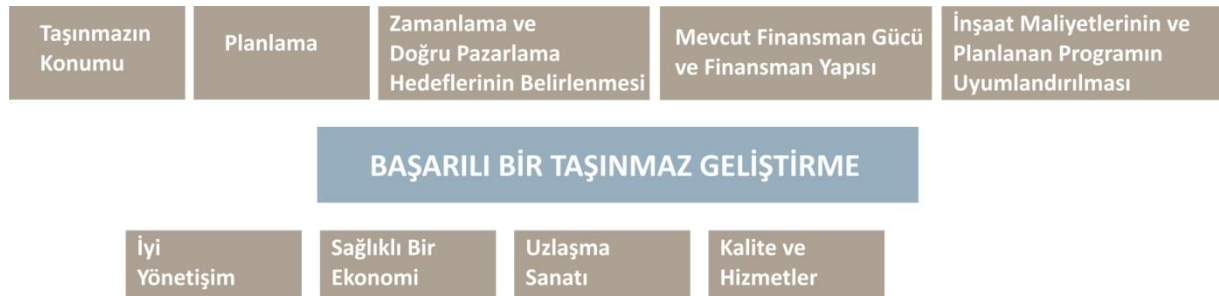 Taşınmazın
Konumu
Planlama
Zamanlama ve
Doğru Pazarlama
Hedeflerinin Belirlenmesi
Mevcut Finansman Gücü
ve Finansman Yapısı
İnşaat Maliyetlerinin ve
Planlanan Programın
Uyumlandırılması
BAŞARILI BİR TAŞINMAZ GELİŞTİRME
İyi
Yönetişim
Sağlıklı Bir
Ekonomi
Uzlaşma
Sanatı
Kalite ve
Hizmetler